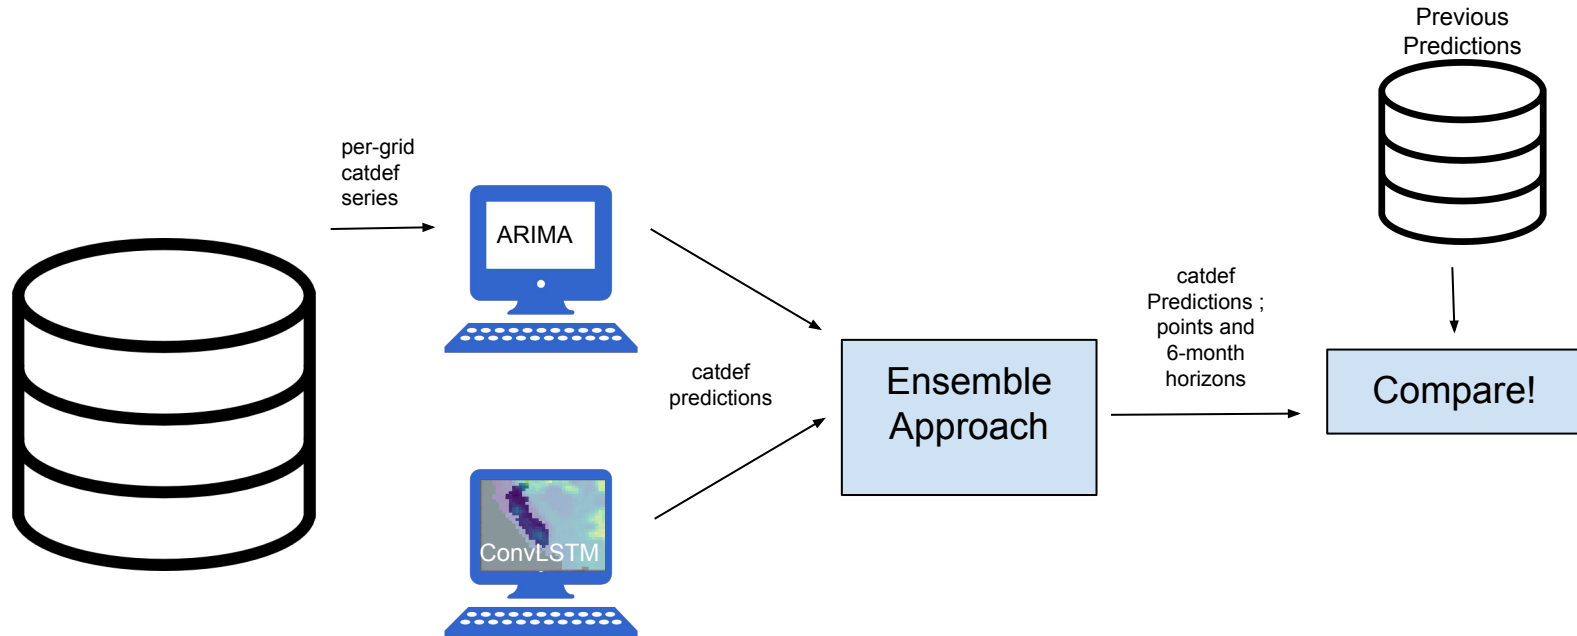 Previous
Predictions
per-grid
catdef
series
ARIMA
catdef
Predictions ;
points and
6-month
horizons
catdef
predictions
Ensemble
Approach
Compare!
ConvLSTM